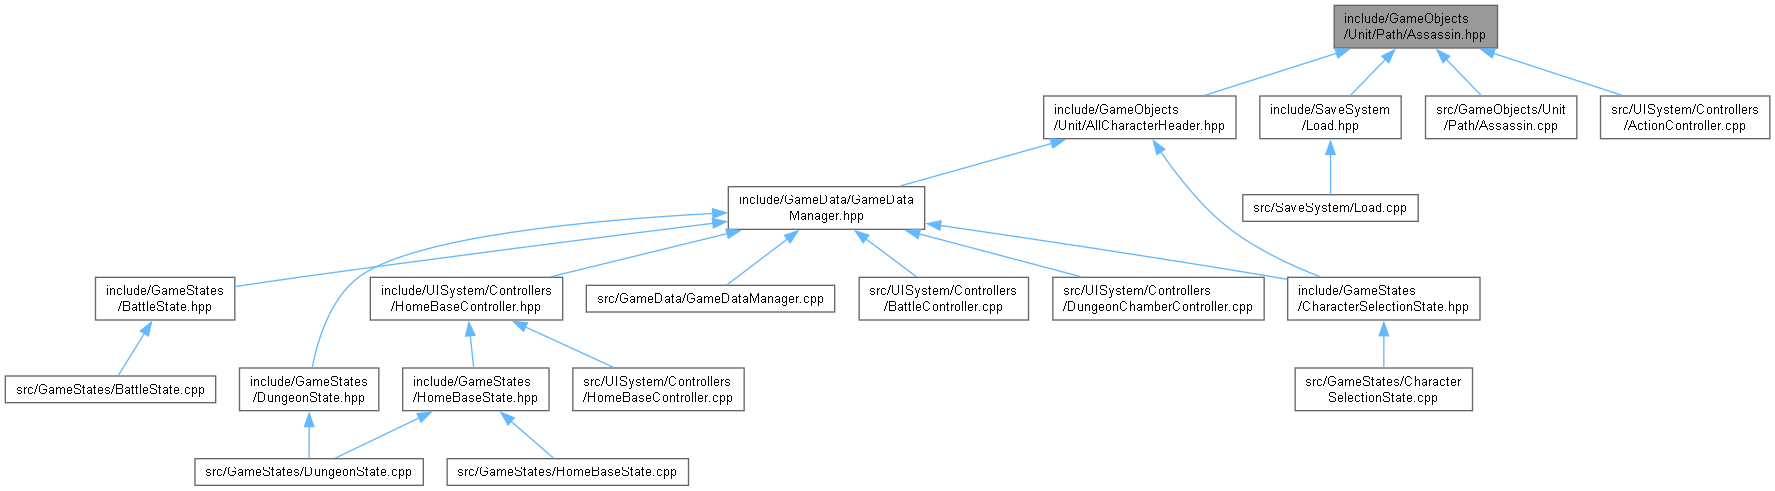 include/GameObjects
/Unit/Path/Assassin.hpp
include/GameObjects
/Unit/AllCharacterHeader.hpp
include/SaveSystem
/Load.hpp
src/GameObjects/Unit
/Path/Assassin.cpp
src/UISystem/Controllers
/ActionController.cpp
include/GameData/GameData
Manager.hpp
src/SaveSystem/Load.cpp
include/GameStates
/BattleState.hpp
include/UISystem/Controllers
/HomeBaseController.hpp
src/GameData/GameDataManager.cpp
src/UISystem/Controllers
/BattleController.cpp
src/UISystem/Controllers
/DungeonChamberController.cpp
include/GameStates
/CharacterSelectionState.hpp
src/GameStates/BattleState.cpp
include/GameStates
/DungeonState.hpp
include/GameStates
/HomeBaseState.hpp
src/UISystem/Controllers
/HomeBaseController.cpp
src/GameStates/Character
SelectionState.cpp
src/GameStates/DungeonState.cpp
src/GameStates/HomeBaseState.cpp